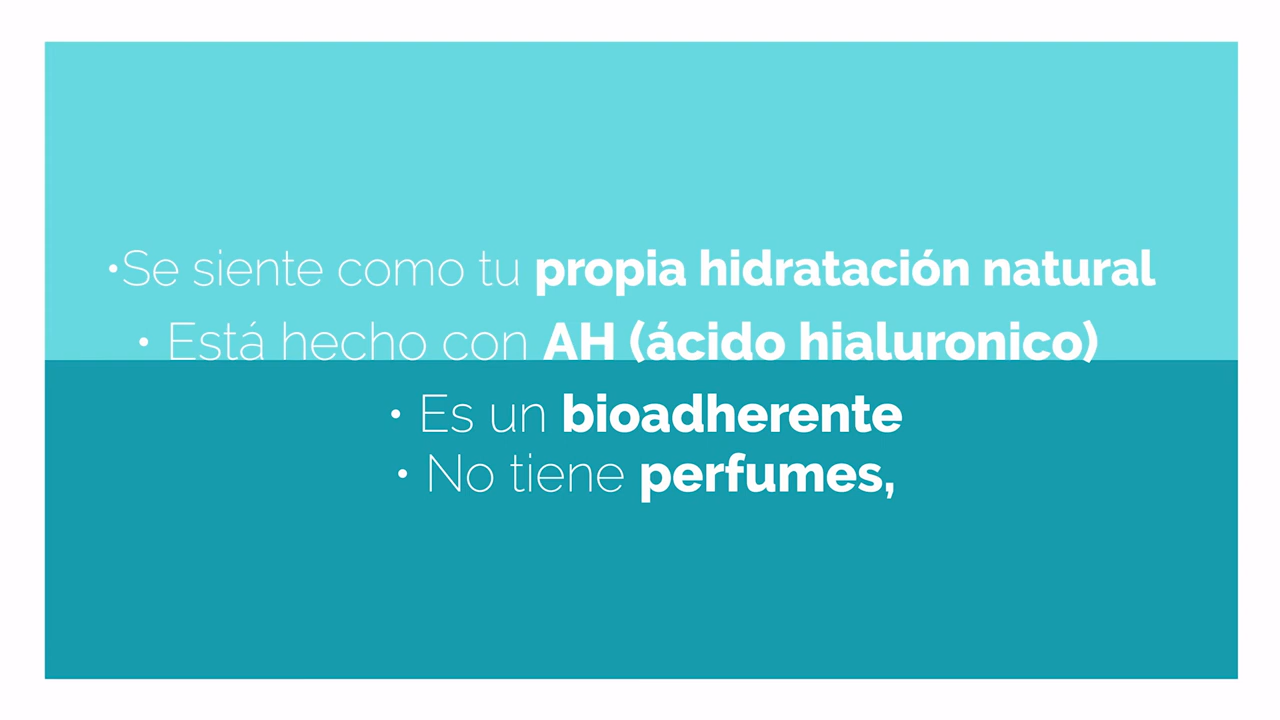 •Se siente como tu propia hidratación natural
• Está hecho con AH (ácido hialuronico)
• Es un bioadherente
• No tiene perfumes,